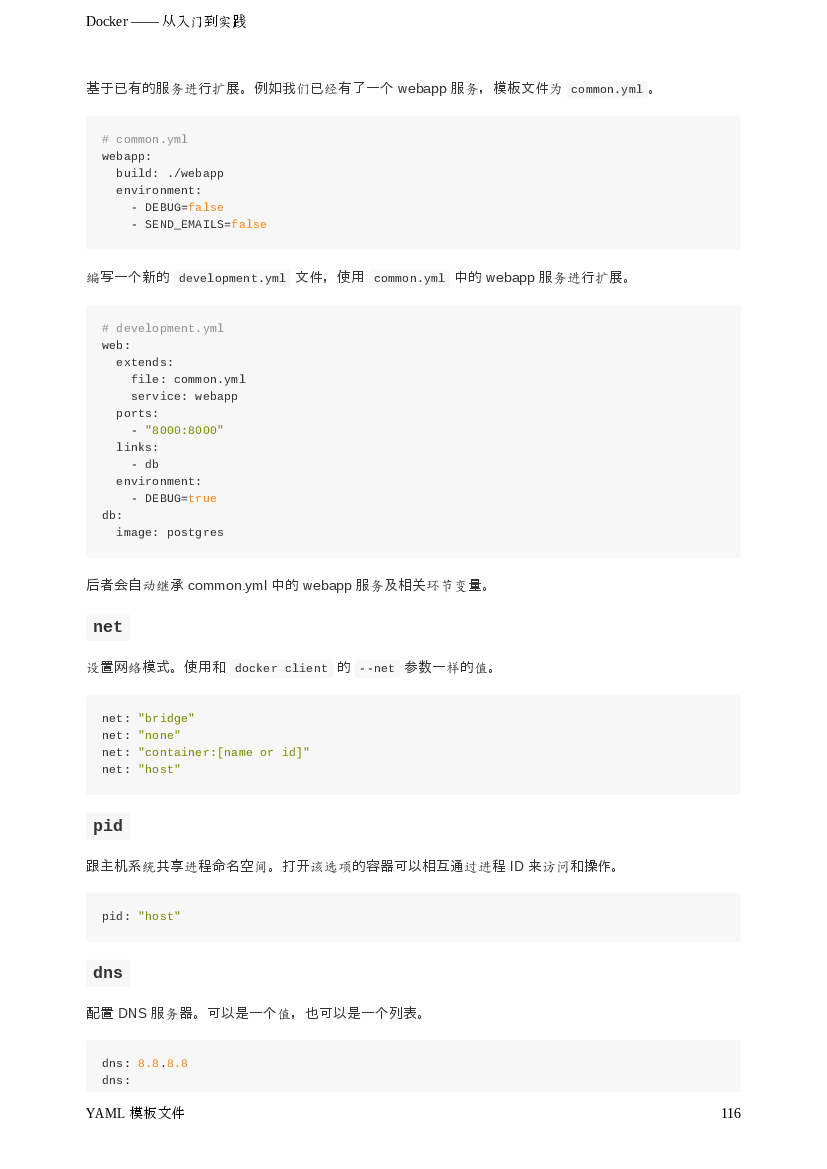 Docker —— 从入门到实践
基于已有的服务进行扩展。例如我们已经有了一个 webapp 服务，模板文件为 common.yml 。
# common.yml
webapp:
  build: ./webapp
  environment:
    - DEBUG=false
    - SEND_EMAILS=false
编写一个新的 development.yml 文件，使用 common.yml 中的 webapp 服务进行扩展。
# development.yml
web:
  extends:
    file: common.yml
    service: webapp
  ports:
    - "8000:8000"
  links:
    - db
  environment:
    - DEBUG=true
db:
  image: postgres
后者会自动继承 common.yml 中的 webapp 服务及相关环节变量。
net
设置网络模式。使用和 docker client 的 --net 参数一样的值。
net: "bridge"
net: "none"
net: "container:[name or id]"
net: "host"
pid
跟主机系统共享进程命名空间。打开该选项的容器可以相互通过进程 ID 来访问和操作。
pid: "host"
dns
配置 DNS 服务器。可以是一个值，也可以是一个列表。
dns: 8.8.8.8
dns:
YAML 模板文件 116